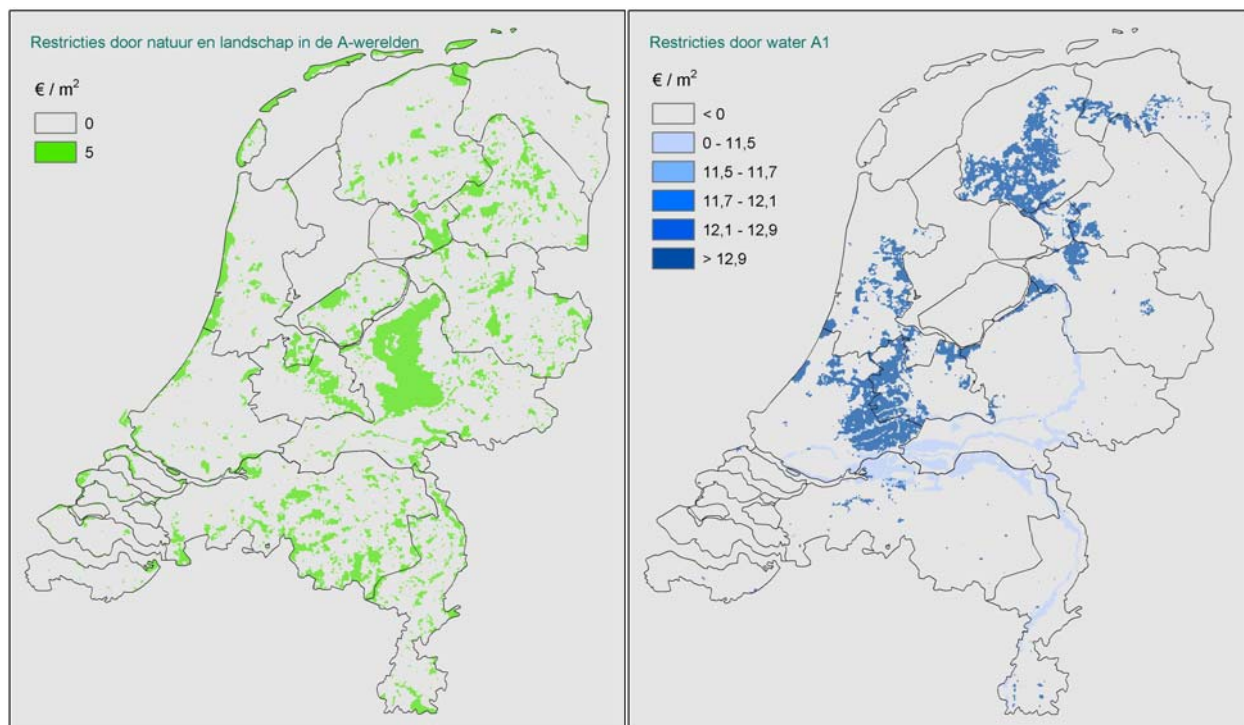 Restricties door natuur en landschap in de A-werelden
€ / m²
0
5
Restricties door water A1
€ / m²
< 0
0 - 11,5
11,5 - 11,7
11,7 - 12,1
12,1 - 12,9
> 12,9